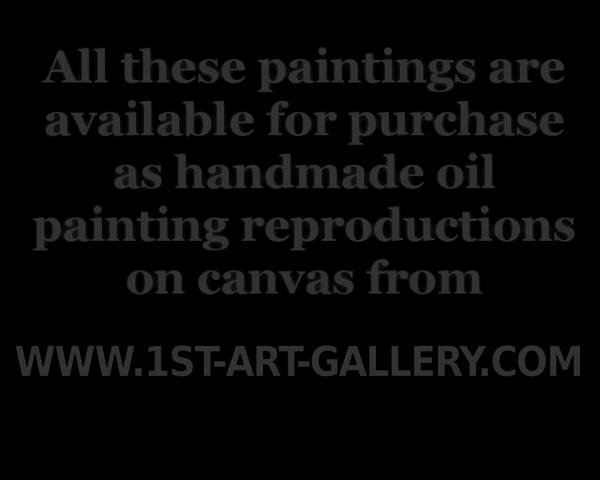 All these paintings are
available for purchase
as handmade oil
painting reproductions
on canvas from
WWW.1ST-ART-GALLERY.COM